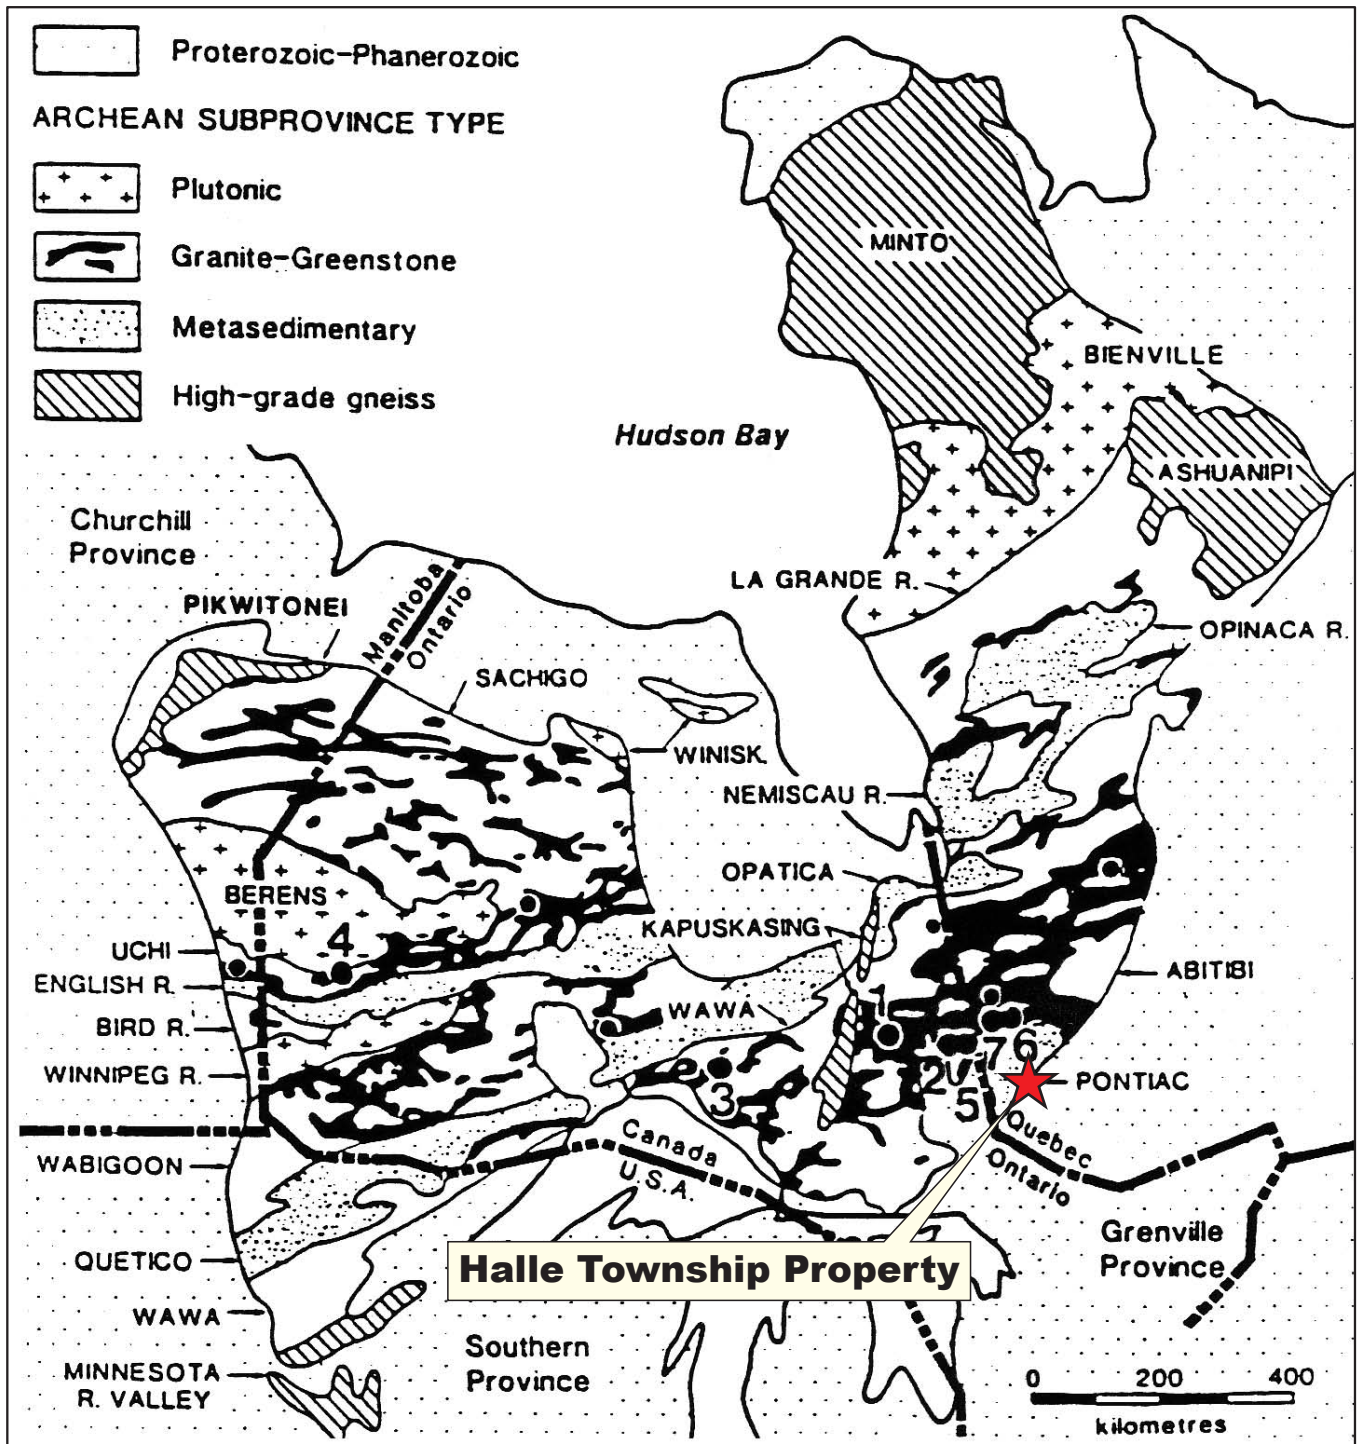 Proterozoic-Phanerozoic
ARCHEAN SUBPROVINCE TYPE
Plutonic
Granite-Greenstone
Metasedimentary
High-grade gneiss
MINTO
BIENVILLE
Hudson Bay
ASHUANIPI
Churchill
Province
LA GRANDE R.
PIKWITONEI
Manitoba
Ontario
OPINACA R.
SACHIGO
WINISK.
NEMISCAU R.
OPATICA
BERENS
KAPUSKASING
4
UCHI
ENGLISH R.
ABITIBI
BIRD R.
WAWA
1
WINNIPEG R.
2
7
6
3
5
PONTIAC
WABIGOON
Canada
U.S.A.
Quebec
Ontario
QUETICO
Grenville
Province
Halle Township Property
WAWA
Southern
Province
MINNESOTA
R. VALLEY
0 200 400
kilometres